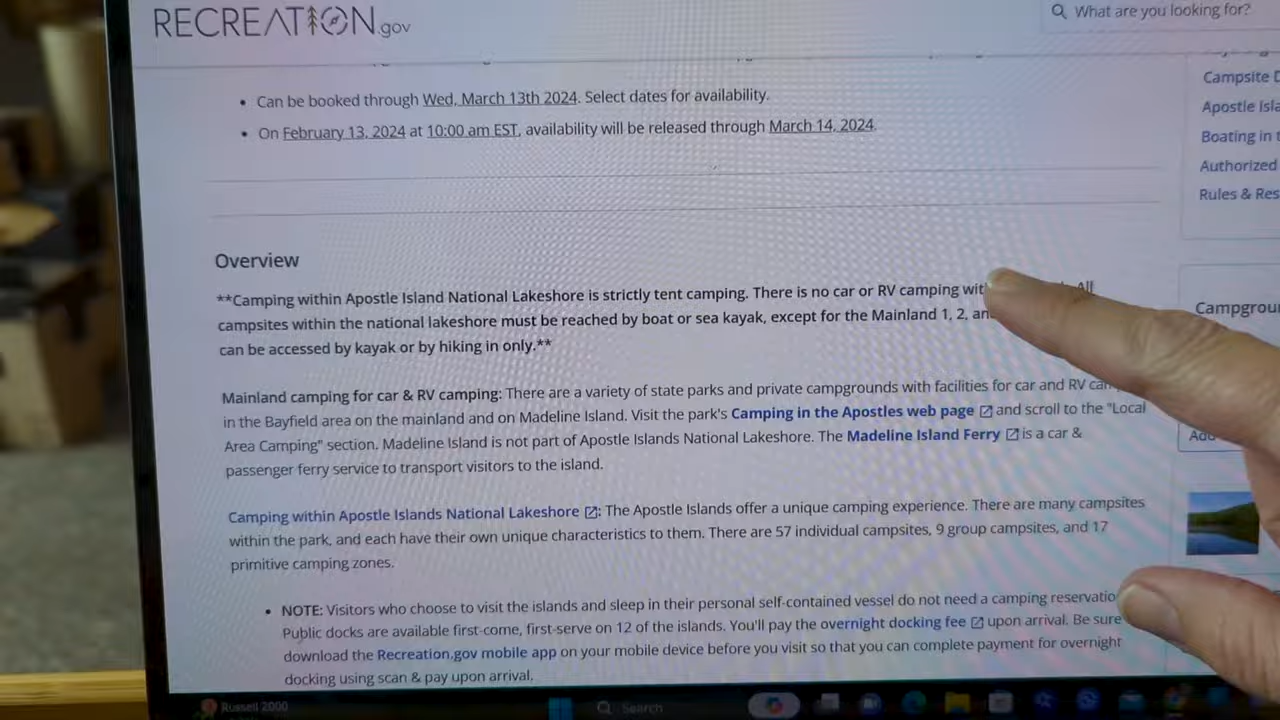 RECREATION.gov
What are you looking for?
Can be booked through Wed, March 13th 2024. Select dates for availability.
On February 13, 2024 at 10:00 am EST, availability will be released through March 14, 2024.
Campsite D
Apostle Isla
Boating in t
Authorized
Rules & Res
Overview
**Camping within Apostle Island National Lakeshore is strictly tent camping. There is no car or RV camping wit All
campsites within the national lakeshore must be reached by boat or sea kayak, except for the Mainland 1, 2, an
can be accessed by kayak or by hiking in only.**
Campgrou
Mainland camping for car & RV camping: There are a variety of state parks and private campgrounds with facilities for car and RV cam
in the Bayfield area on the mainland and on Madeline Island. Visit the park's Camping in the Apostles web page and scroll to the "Local
Area Camping" section. Madeline Island is not part of Apostle Islands National Lakeshore. The Madeline Island Ferry is a car &
passenger ferry service to transport visitors to the island.
Add
Camping within Apostle Islands National Lakeshore: The Apostle Islands offer a unique camping experience. There are many campsites
within the park, and each have their own unique characteristics to them. There are 57 individual campsites, 9 group campsites, and 17
primitive camping zones.
NOTE: Visitors who choose to visit the islands and sleep in their personal self-contained vessel do not need a camping reservatio
Public docks are available first-come, first-serve on 12 of the islands. You'll pay the overnight docking fee upon arrival. Be sure
download the Recreation.gov mobile app on your mobile device before you visit so that you can complete payment for overnight
docking using scan & pay upon arrival.
Russell 2000
Search